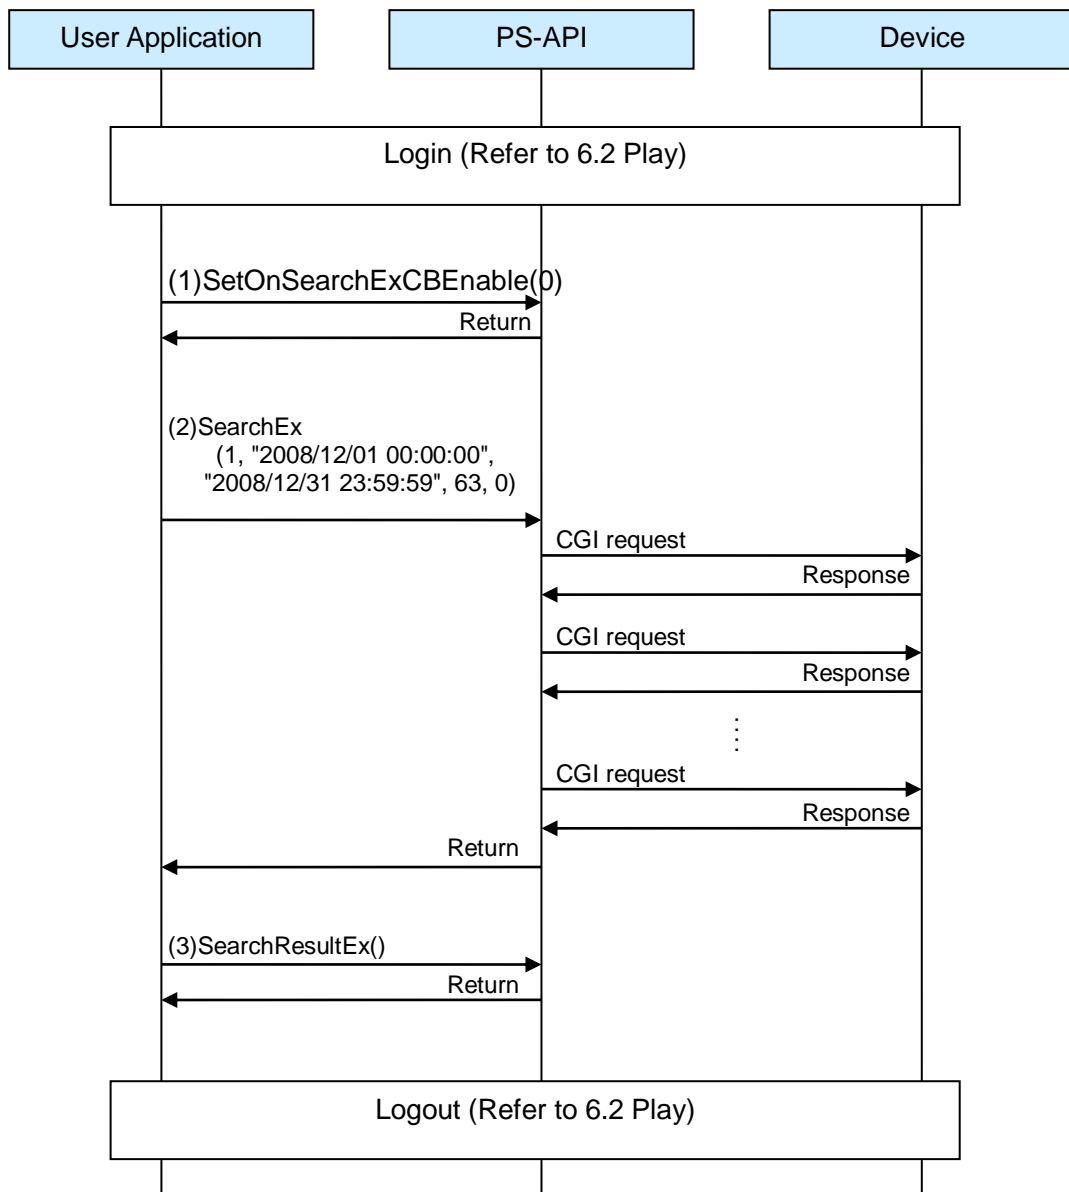 User Application
PS-API
Device
Login (Refer to 6.2 Play)
(1)SetOnSearchExCBEnable(0)
Return
(2)SearchEx
(1, "2008/12/01 00:00:00",
"2008/12/31 23:59:59", 63, 0)
CGI request
Response
CGI request
Response
CGI request
Response
Return
(3)SearchResultEx()
Return
Logout (Refer to 6.2 Play)